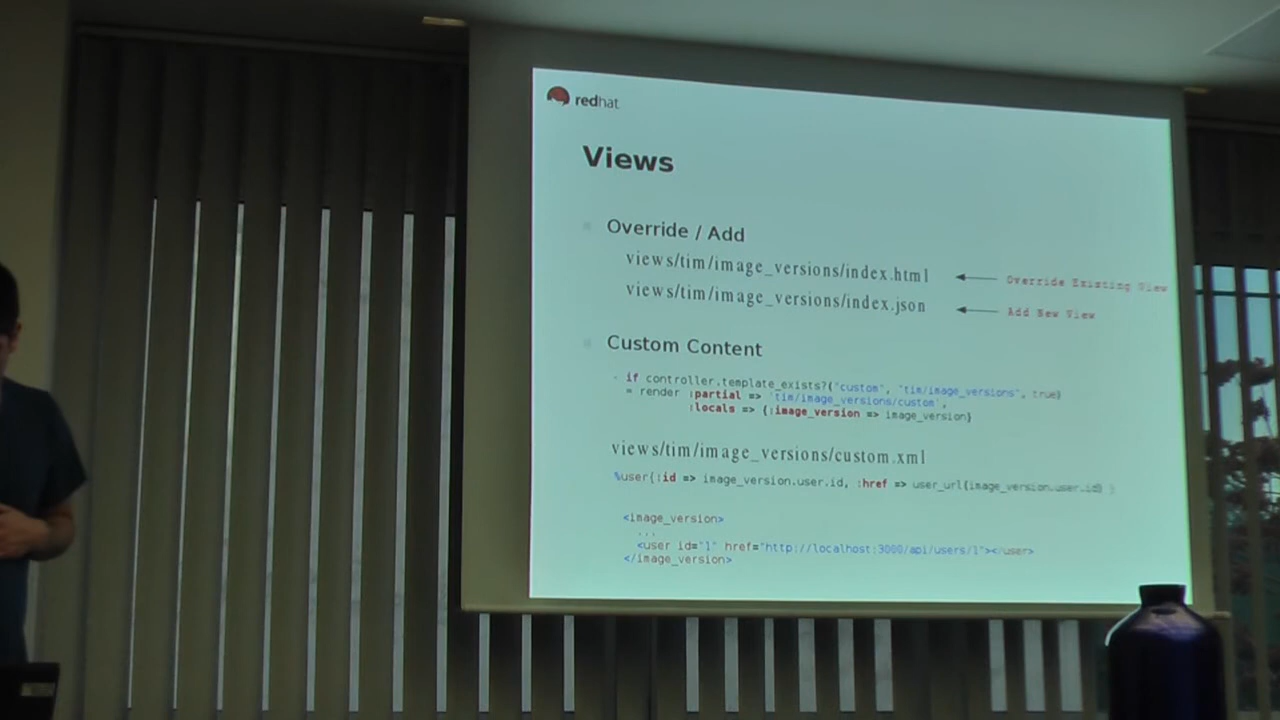 redhat
Views
Override / Add
views/tim/image_versions/index.html
Override Existing View
views/tim/image_versions/index.json
Add New View
Custom Content
- if controller.template_exists?("custom", "tim/image_versions", true)
= render :partial => 'tim/image_versions/custom',
:locals => {:image_version => image_version}
views/tim/image_versions/custom.xml
%user{:id => image_version.user.id, :href => user_url(image_version.user.id) }
<image_version>
...
<user id="1" href="http://localhost:3000/api/users/1"></user>
</image_version>